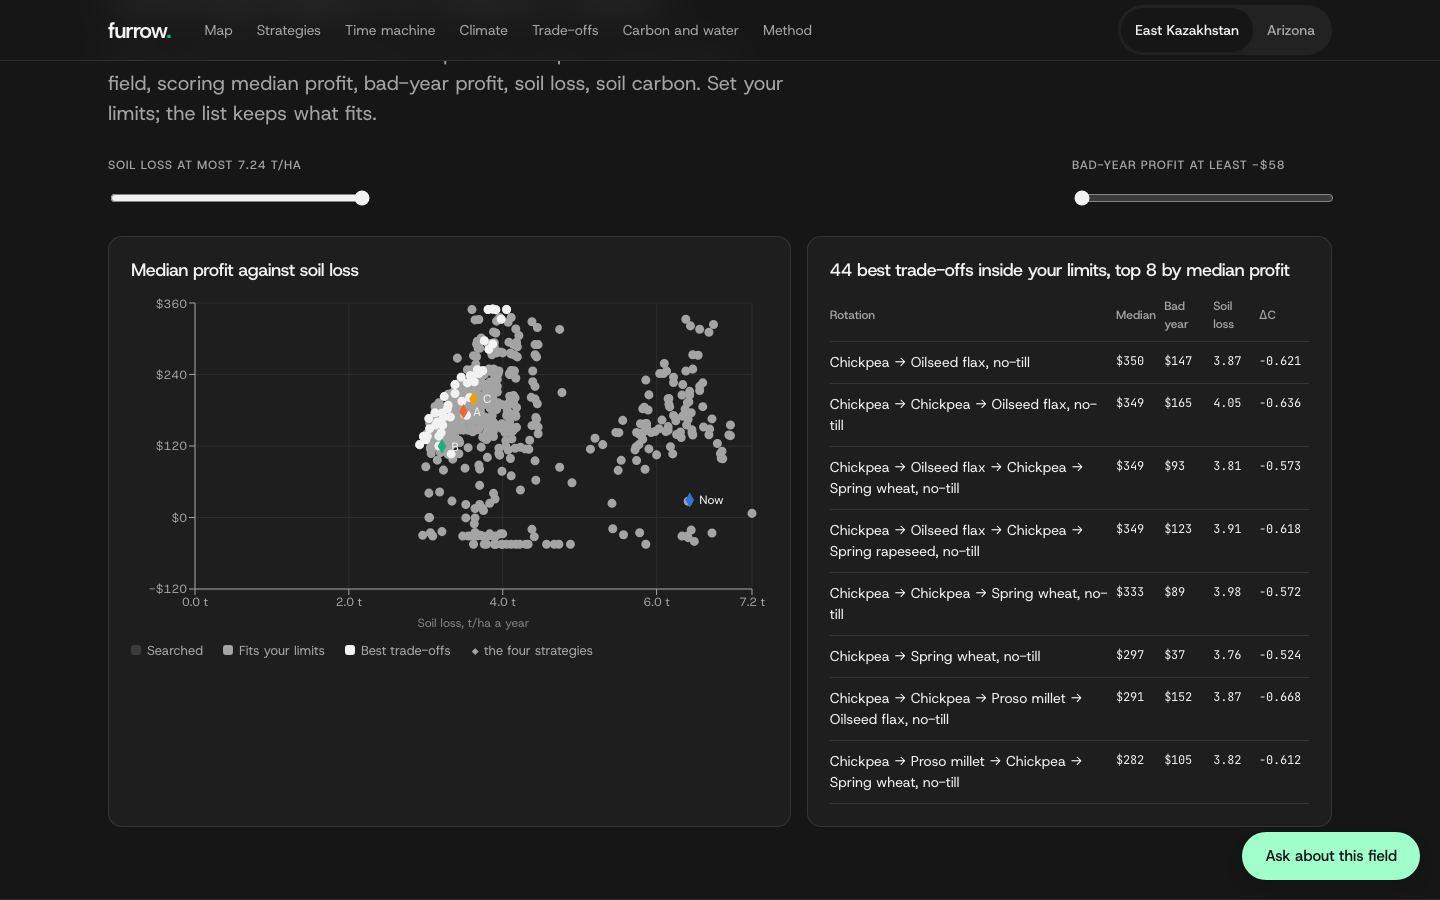 furrow.
Map
Strategies
Time machine
Climate
Trade-offs
Carbon and water
Method
East Kazakhstan
Arizona
field, scoring median profit, bad-year profit, soil loss, soil carbon. Set your
limits; the list keeps what fits.
SOIL LOSS AT MOST 7.24 T/HA
BAD-YEAR PROFIT AT LEAST -$58
Median profit against soil loss
$360
$240
$120
$0
-$120
0.0 t
2.0 t
4.0 t
6.0 t
7.2 t
C
A
B
Now
Soil loss, t/ha a year
Searched
Fits your limits
Best trade-offs
the four strategies
44 best trade-offs inside your limits, top 8 by median profit
Rotation Median Bad year Soil loss ΔC
Chickpea → Oilseed flax, no-till $350 $147 3.87 -0.621
Chickpea → Chickpea → Oilseed flax, no- $349 $165 4.05 -0.636
till
Chickpea → Oilseed flax → Chickpea → $349 $93 3.81 -0.573
Spring wheat, no-till
Chickpea → Oilseed flax → Chickpea → $349 $123 3.91 -0.618
Spring rapeseed, no-till
Chickpea → Chickpea → Spring wheat, no- $333 $89 3.98 -0.572
till
Chickpea → Spring wheat, no-till $297 $37 3.76 -0.524
Chickpea → Chickpea → Proso millet → $291 $152 3.87 -0.668
Oilseed flax, no-till
Chickpea → Proso millet → Chickpea → $282 $105 3.82 -0.612
Spring wheat, no-till
Ask about this field